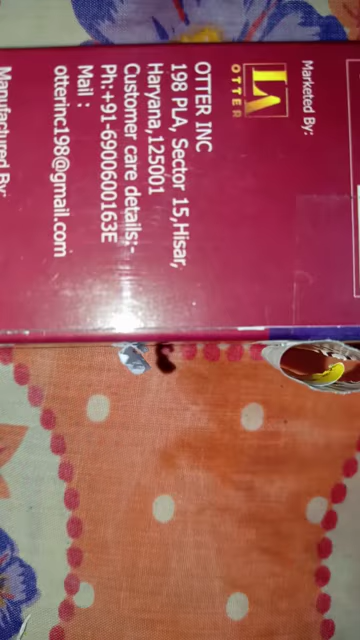 Marketed By:
LA
OTTER
OTTER INC
198 PLA, Sector 15,Hisar,
Haryana,125001
Customer care details:-
Ph:+91-6900600163E
Mail :
otterinc198@gmail.com
Manufactured By: